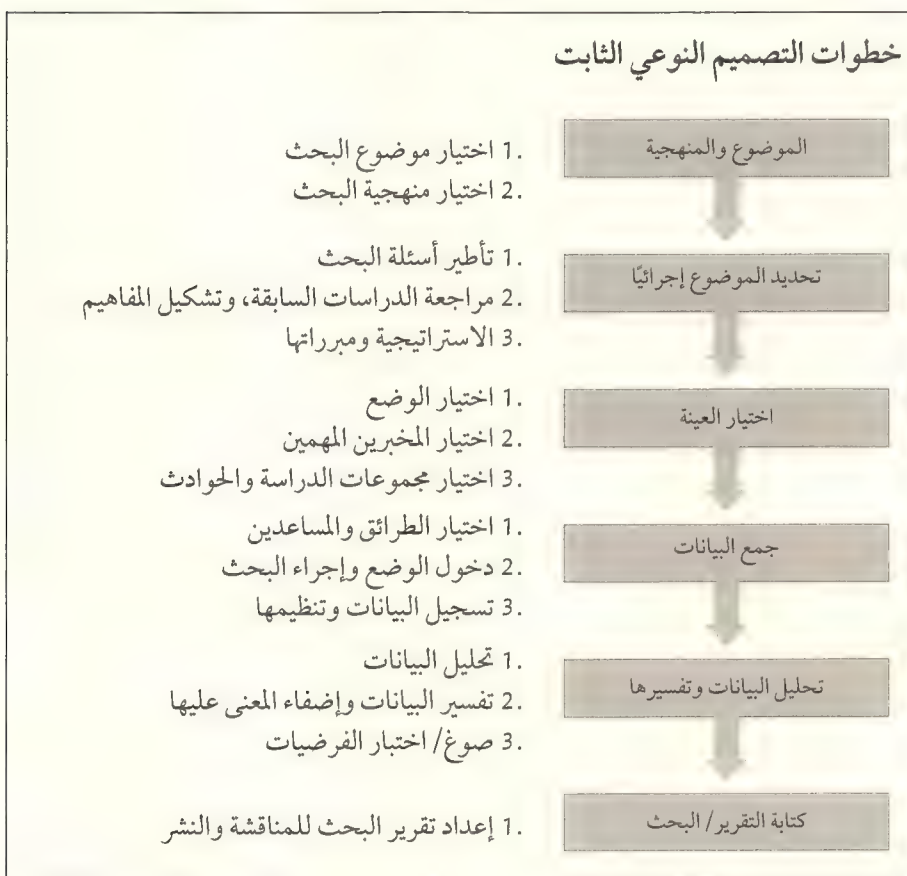 خطوات التصميم النوعي الثابت
الموضوع والمنهجية
1. اختيار موضوع البحث
2. اختيار منهجية البحث
تحديد الموضوع إجرائيًا
1. تأطير أسئلة البحث
2. مراجعة الدراسات السابقة، وتشكيل المفاهيم
3. الاستراتيجية ومبرراتها
اختيار العينة
1. اختيار الوضع
2. اختيار المخبرين المهمين
3. اختيار مجموعات الدراسة والحوادث
جمع البيانات
1. اختيار الطرائق والمساعدين
2. دخول الوضع وإجراء البحث
3. تسجيل البيانات وتنظيمها
تحليل البيانات وتفسيرها
1. تحليل البيانات
2. تفسير البيانات وإضفاء المعنى عليها
3. صوغ/ اختبار الفرضيات
كتابة التقرير/ البحث
1. إعداد تقرير البحث للمناقشة والنشر